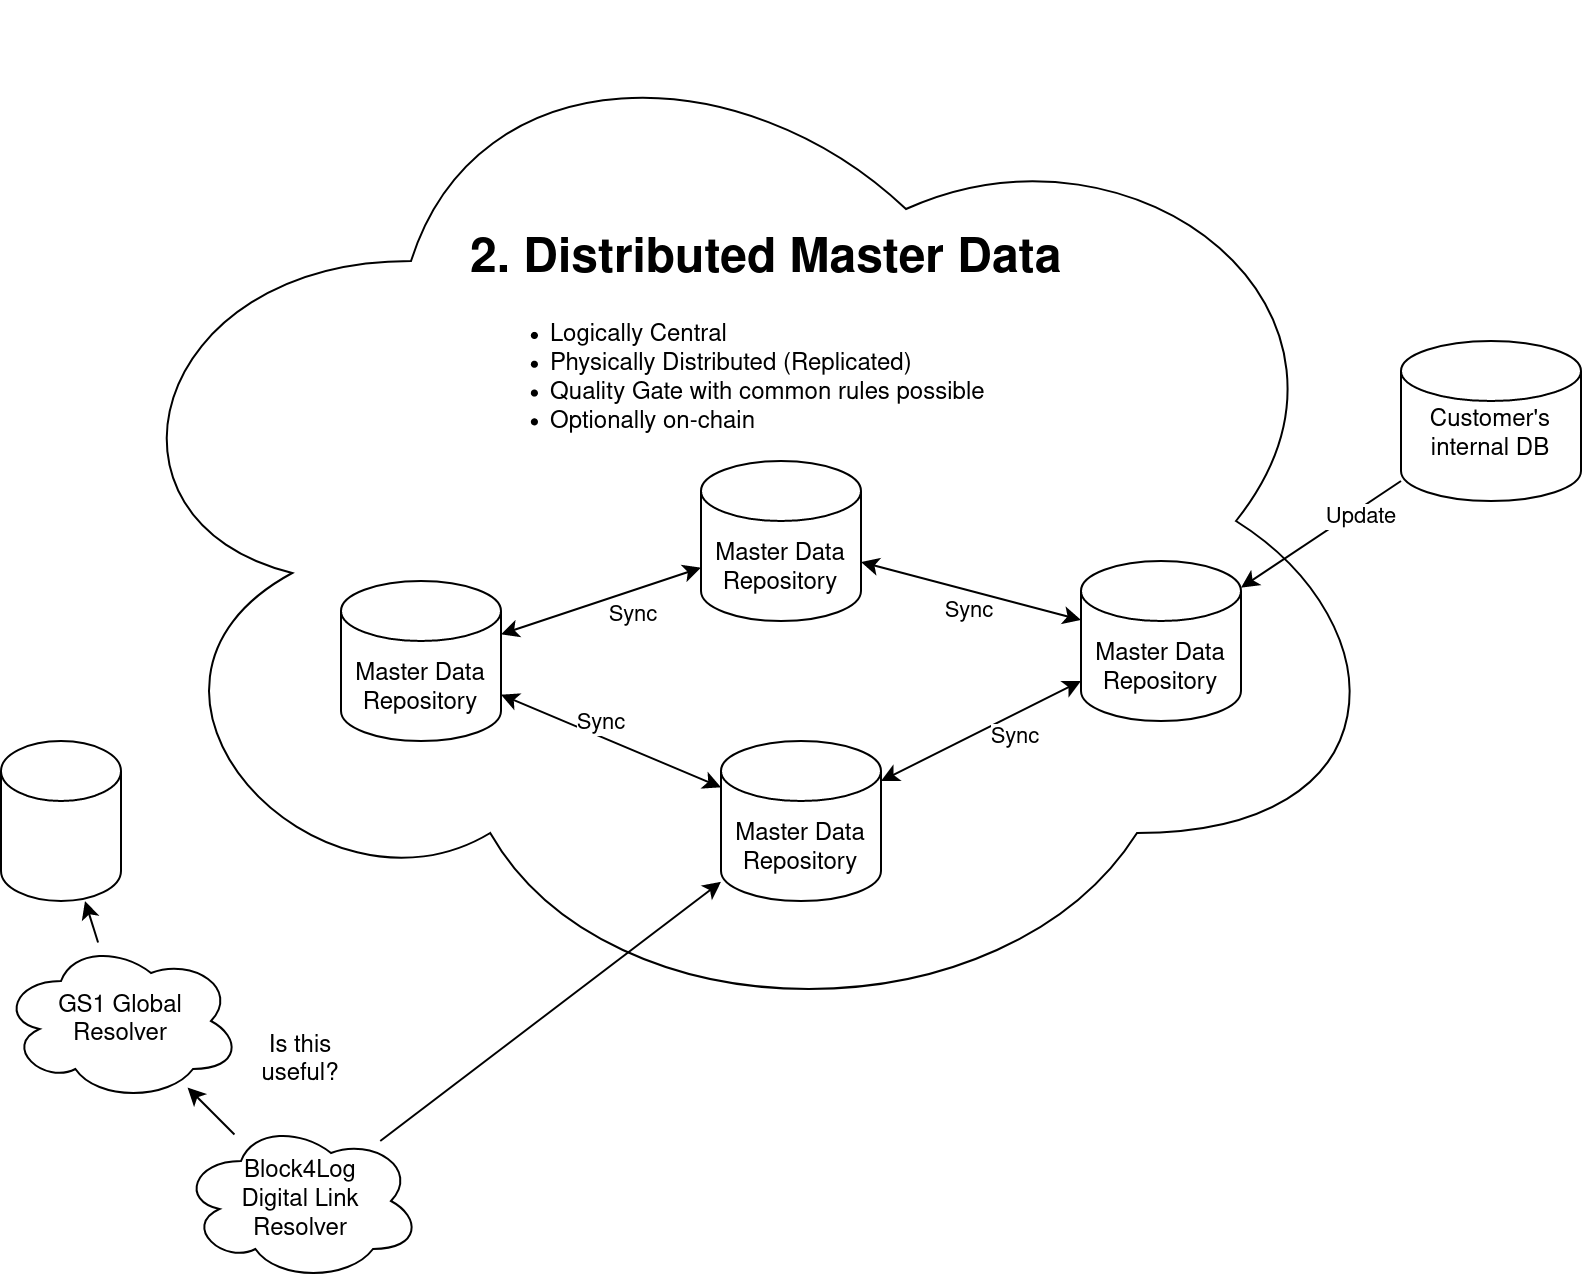 2. Distributed Master Data
• Logically Central
• Physically Distributed (Replicated)
• Quality Gate with common rules possible
• Optionally on-chain
Customer's
internal DB
Update
Master Data
Repository
Sync
Sync
Master Data
Repository
Master Data
Repository
Sync
Sync
Master Data
Repository
GS1 Global
Resolver
Is this
useful?
Block4Log
Digital Link
Resolver